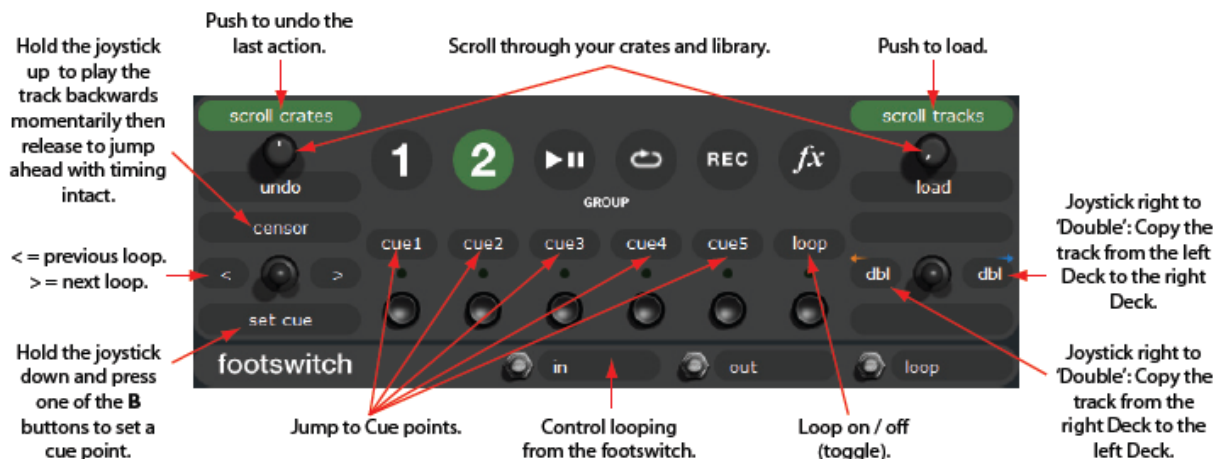 Push to undo the
last action.
Hold the joystick
up to play the
track backwards
momentarily then
release to jump
ahead with timing
intact.
Scroll through your crates and library.
Push to load.
scroll crates
scroll tracks
1
2
REC
fx
undo
load
GROUP
censor
cue1
cue2
cue3
cue4
cue5
loop
< = previous loop.
> = next loop.
<
>
dbl
dbl
Joystick right to
‘Double’: Copy the
track from the left
Deck to the right
Deck.
set cue
footswitch
in
out
loop
Hold the joystick
down and press
one of the B
buttons to set a
cue point.
Jump to Cue points.
Control looping
from the footswitch.
Loop on / off
(toggle).
Joystick right to
‘Double’: Copy the
track from the
right Deck to the
left Deck.